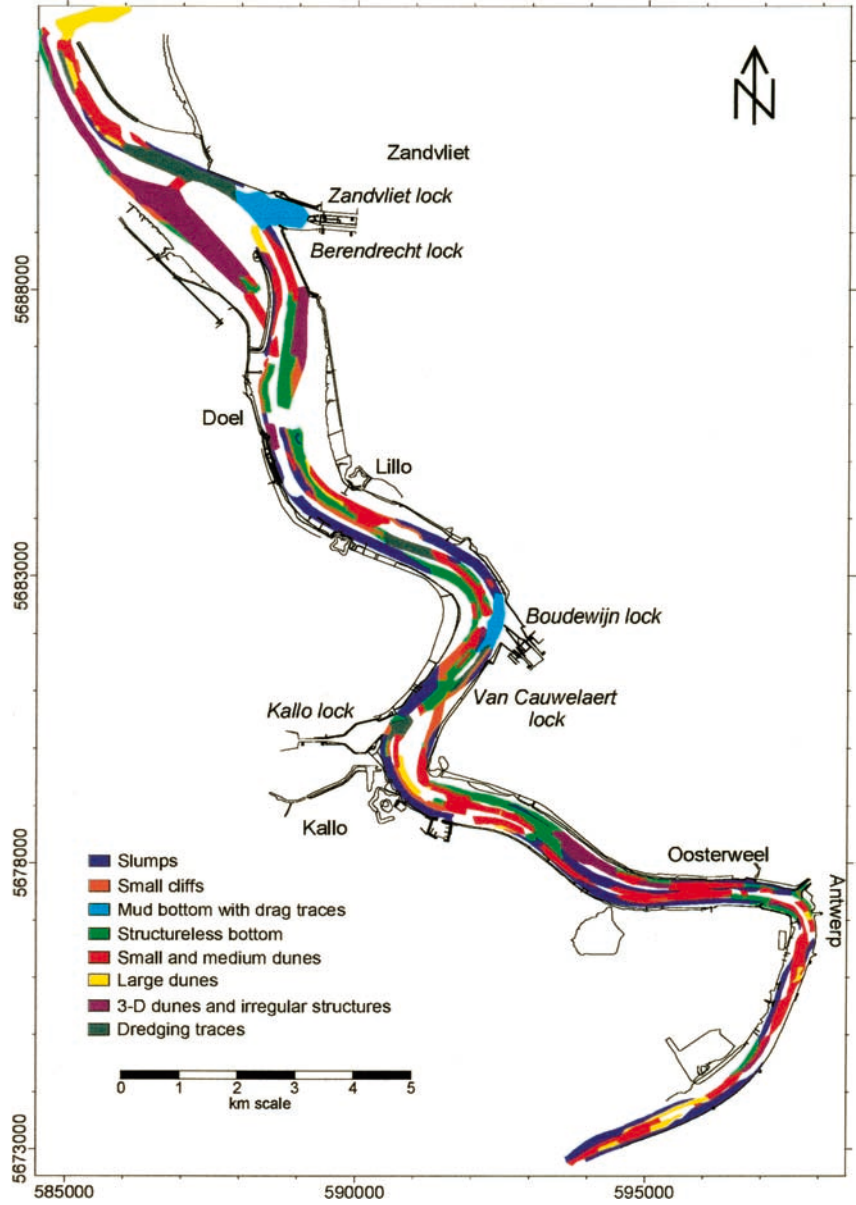 N
Zandvliet
Zandvliet lock
Berendrecht lock
5688000
Doel
Lillo
5683000
Boudewijn lock
Van Cauwelaert
lock
Kallo lock
Kallo
5678000
Oosterweel
Antwerp
Slumps
Small cliffs
Mud bottom with drag traces
Structureless bottom
Small and medium dunes
Large dunes
3-D dunes and irregular structures
Dredging traces
0 1 2 3 4 5
km scale
5673000
585000 590000 595000